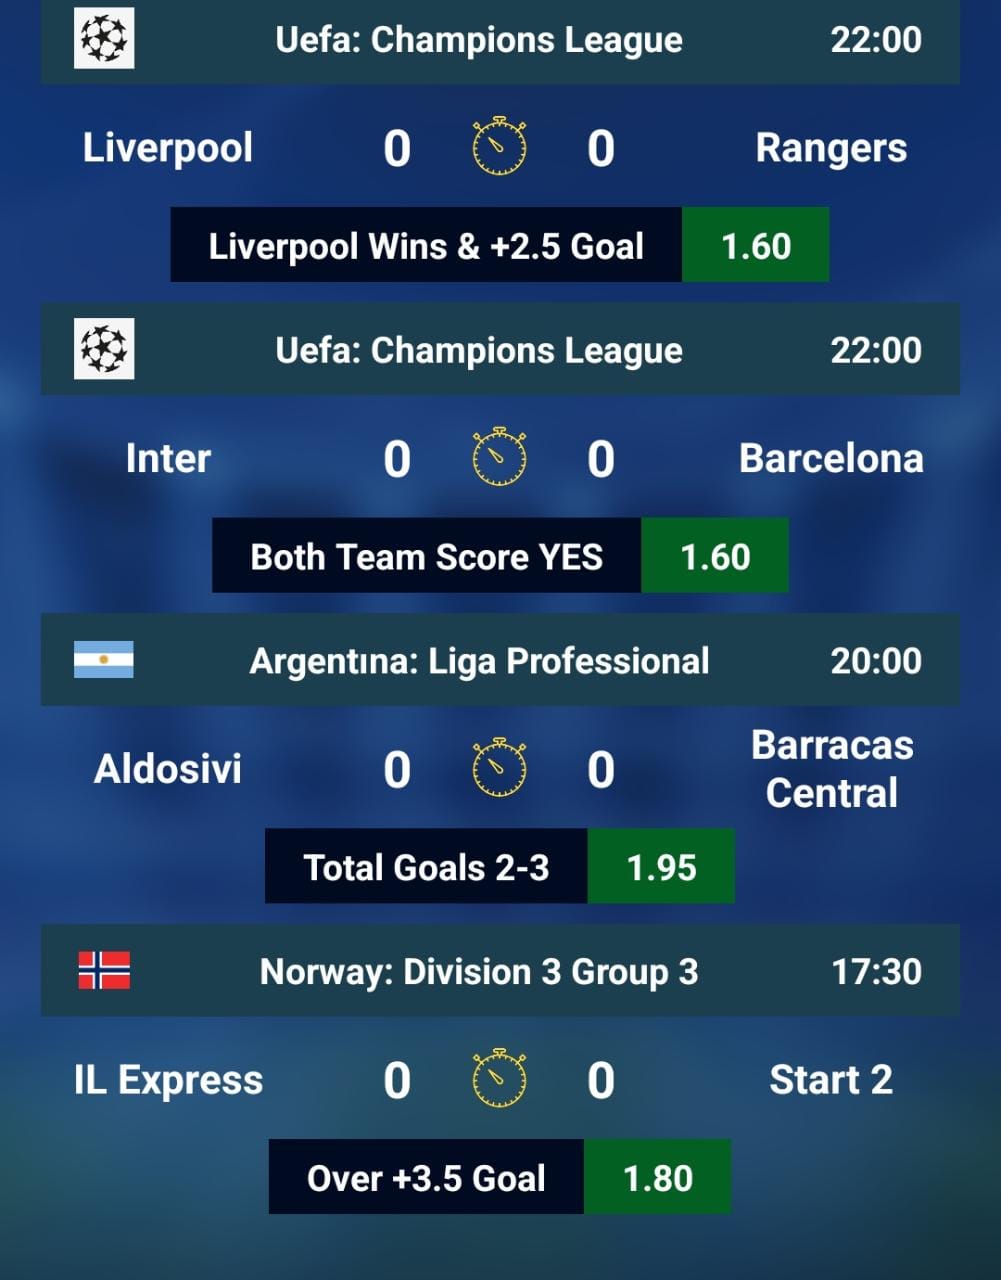 Uefa: Champions League 22:00
Liverpool 0 0 Rangers
Liverpool Wins & +2.5 Goal 1.60
Uefa: Champions League 22:00
Inter 0 0 Barcelona
Both Team Score YES 1.60
Argentına: Liga Professional 20:00
Aldosivi 0 0 Barracas
Central
Total Goals 2-3 1.95
Norway: Division 3 Group 3 17:30
IL Express 0 0 Start 2
Over +3.5 Goal 1.80